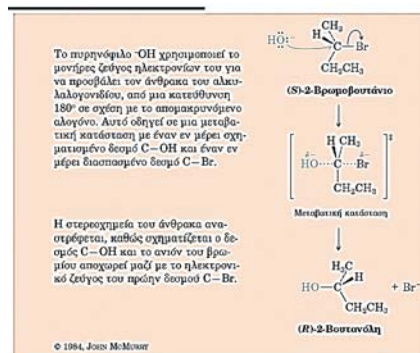 Το πυρηνόφιλο ⁻OH χρησιμοποιεί το
μονήρες ζεύγος ηλεκτρονίων του για
να προσβάλει τον άνθρακα του αλκυ-
λαλογονιδίου, από μια κατεύθυνση
180° σε σχέση με το απομακρυνόμενο
αλογόνο. Αυτό οδηγεί σε μια μεταβα-
τική κατάσταση με έναν εν μέρει σχη-
ματισμένο δεσμό C—OH και έναν εν
μέρει διασπασμένο δεσμό C—Br.
HO:⁻
CH₃
H
C
Br
CH₂CH₃
(S)-2-Βρωμοβουτάνιο
H CH₃ ‡
δ− δ−
HO C Br
CH₂CH₃
Μεταβατική κατάσταση
Η στερεοχημεία του άνθρακα ανα-
στρέφεται, καθώς σχηματίζεται ο δε-
σμός C—OH και το ανιόν του βρω-
μίου αποχωρεί μαζί με το ηλεκτρονι-
κό ζεύγος του πρώην δεσμού C—Br.
H₃C
H
HO—C + Br⁻
CH₂CH₃
(R)-2-Βουτανόλη
© 1984, JOHN MCMURRY